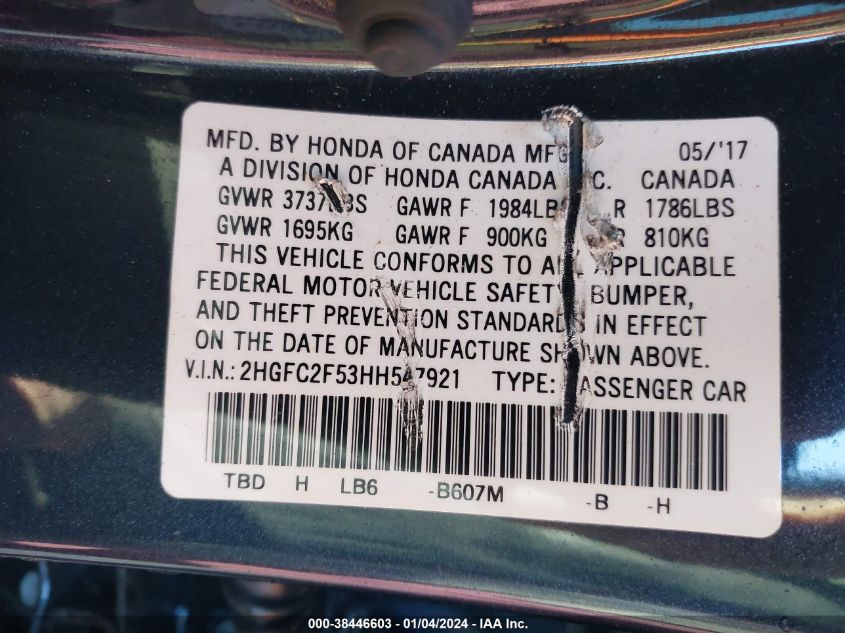 MFD. BY HONDA OF CANADA MFG 05/'17
A DIVISION OF HONDA CANADA C. CANADA
GVWR GAWR F 1984LBS R 1786LBS
GVWR 1695KG GAWR F 900KG 810KG
THIS VEHICLE CONFORMS TO ALL APPLICABLE
FEDERAL MOTOR VEHICLE SAFETY BUMPER,
AND THEFT PREVENTION STANDARDS IN EFFECT
ON THE DATE OF MANUFACTURE SHOWN ABOVE.
V.I.N.: 2HGFC2F53HH547921 TYPE: PASSENGER CAR
TBD H LB6 -B607M -B -H
000-38446603 - 01/04/2024 - IAA Inc.